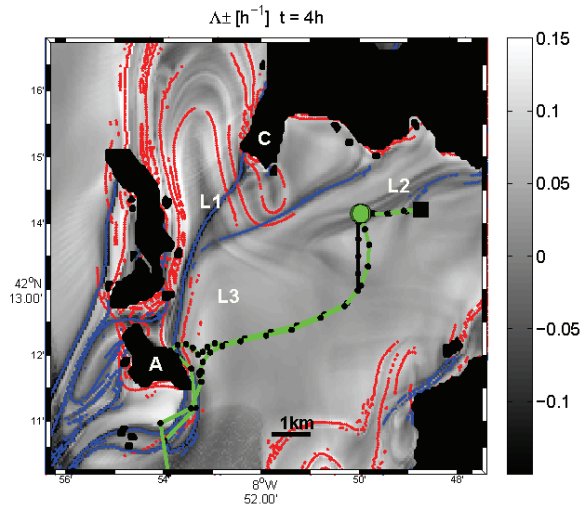 Λ± [h⁻¹] t = 4h
16'
15'
14'
42°N
13.00'
12'
11'
56'
54'
8°W
52.00'
50'
48'
C
L1
L2
L3
A
1km
0.15
0.1
0.05
0
−0.05
−0.1